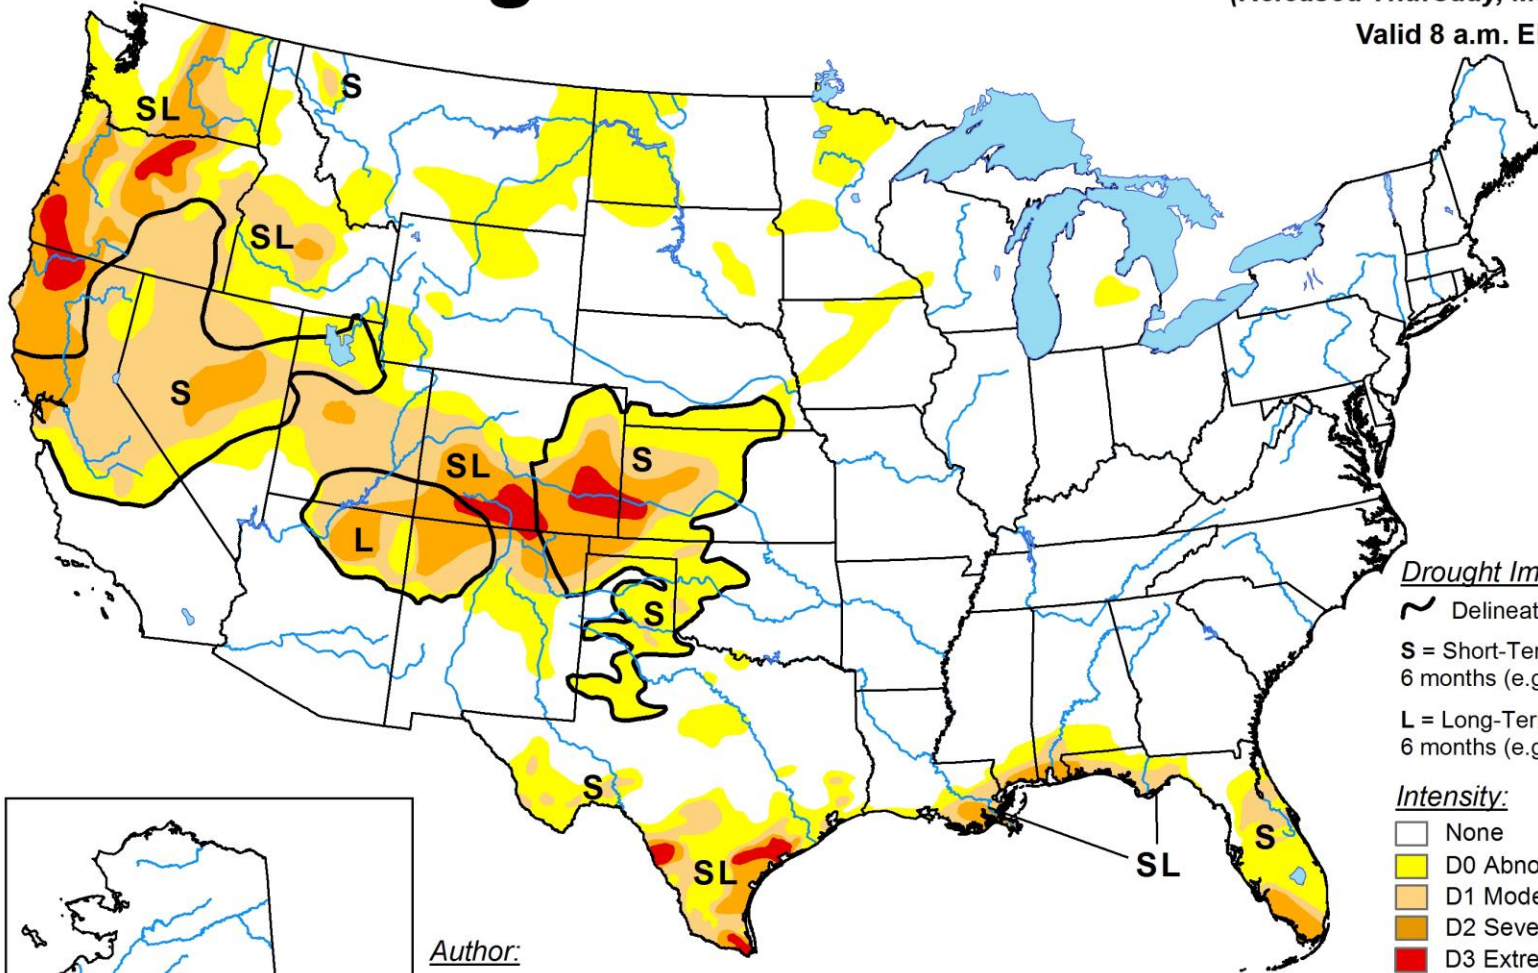 Valid 8 a.m. E
S
SL
SL
S
SL
S
L
S
S
SL
SL
S
Drought Im
Delineat
S = Short-Ter
6 months (e.g
L = Long-Ter
6 months (e.g
Intensity:
None
D0 Abno
D1 Mode
D2 Seve
D3 Extre
Author: